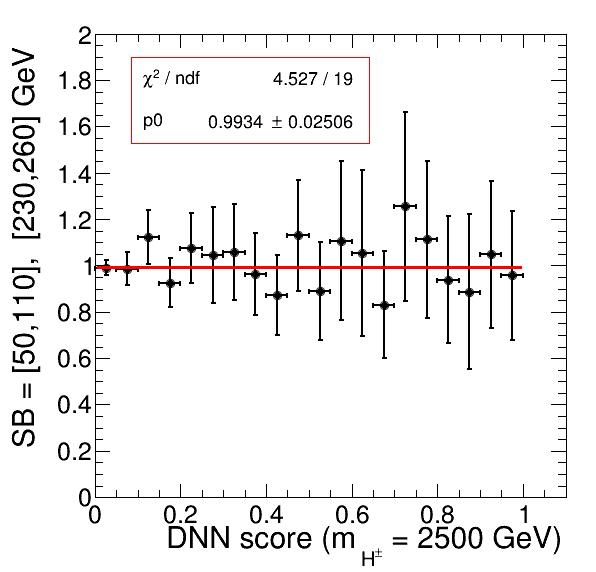 SB = [50,110], [230,260] GeV
2
1.8
1.6
1.4
1.2
1
0.8
0.6
0.4
0.2
0
χ² / ndf 4.527 / 19
p0 0.9934 ± 0.02506
0 0.2 0.4 0.6 0.8 1
DNN score (m_H± = 2500 GeV)